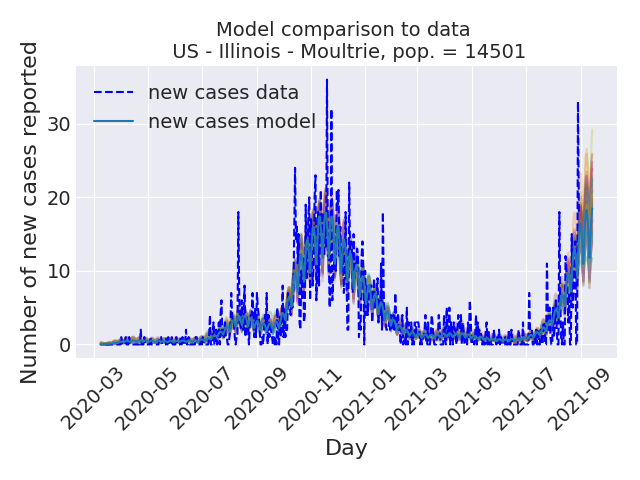 Model comparison to data
US - Illinois - Moultrie, pop. = 14501
Number of new cases reported
new cases data
new cases model
30
20
10
0
2020-03
2020-05
2020-07
2020-09
2020-11
2021-01
2021-03
2021-05
2021-07
2021-09
Day